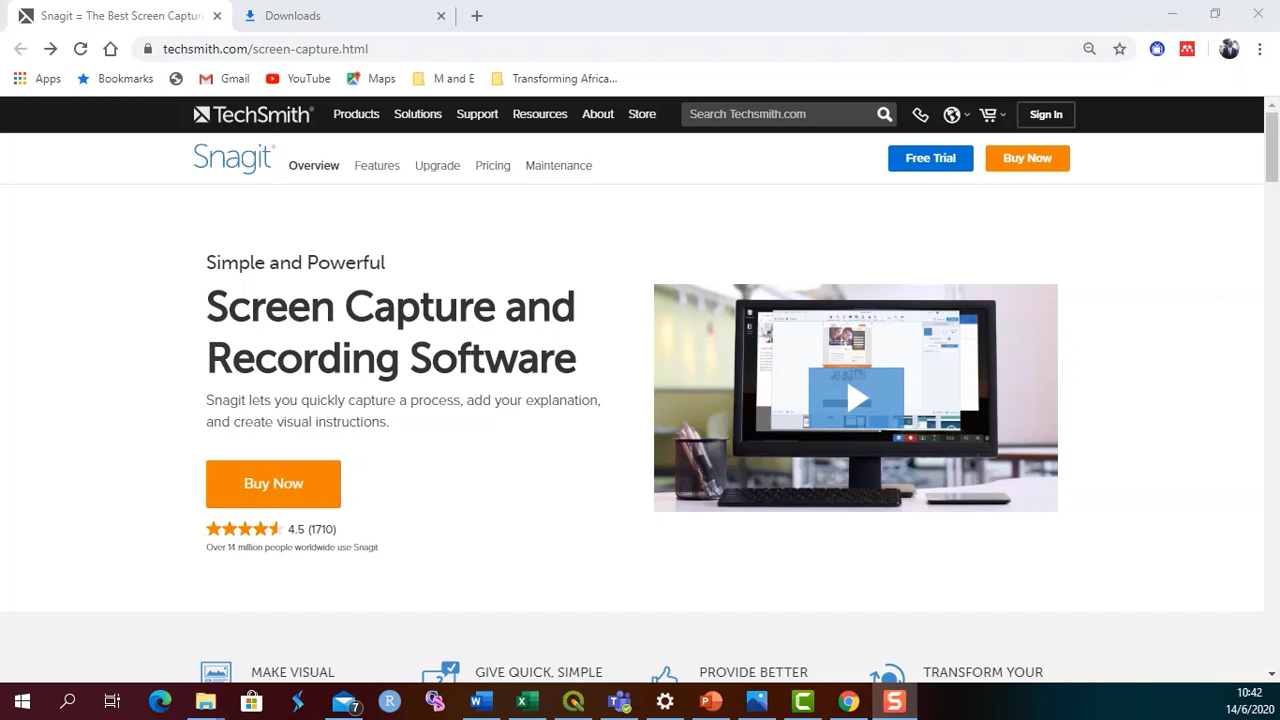 Snagit = The Best Screen Capture
Downloads
techsmith.com/screen-capture.html
Apps
Bookmarks
Gmail
YouTube
Maps
M and E
Transforming Africa...
TechSmith®
Products
Solutions
Support
Resources
About
Store
Search Techsmith.com
Sign In
Snagit®
Overview
Features
Upgrade
Pricing
Maintenance
Free Trial
Buy Now
Simple and Powerful
Screen Capture and
Recording Software
Snagit lets you quickly capture a process, add your explanation,
and create visual instructions.
Buy Now
4.5 (1710)
Over 14 million people worldwide use Snagit
MAKE VISUAL
GIVE QUICK, SIMPLE
PROVIDE BETTER
TRANSFORM YOUR
7
10:42
14/6/2020